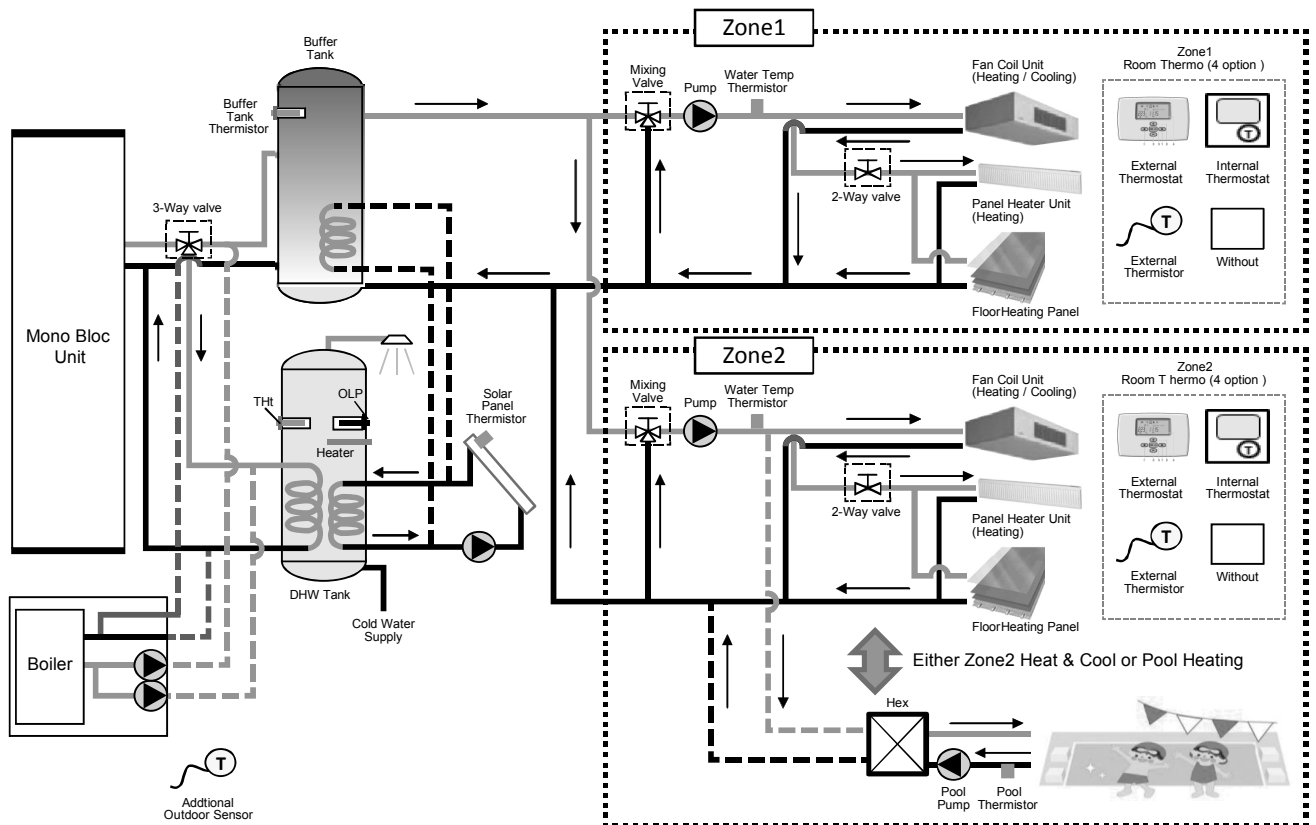 Zone1
Buffer
Tank
Buffer
Tank
Thermistor
Mixing
Valve
Pump
Water Temp
Thermistor
Fan Coil Unit
(Heating / Cooling)
Zone1
Room Thermo (4 option )
External
Thermostat
T
Internal
Thermostat
2-Way valve
Panel Heater Unit
(Heating)
T
External
Thermistor
Without
FloorHeating Panel
3-Way valve
Mono Bloc
Unit
THt
OLP
Heater
Solar
Panel
Thermistor
DHW Tank
Cold Water
Supply
Boiler
T
Addtional
Outdoor Sensor
Zone2
Mixing
Valve
Pump
Water Temp
Thermistor
Fan Coil Unit
(Heating / Cooling)
Zone2
Room T hermo (4 option )
External
Thermostat
T
Internal
Thermostat
2-Way valve
Panel Heater Unit
(Heating)
T
External
Thermistor
Without
FloorHeating Panel
Either Zone2 Heat & Cool or Pool Heating
Hex
Pool
Pump
Pool
Thermistor